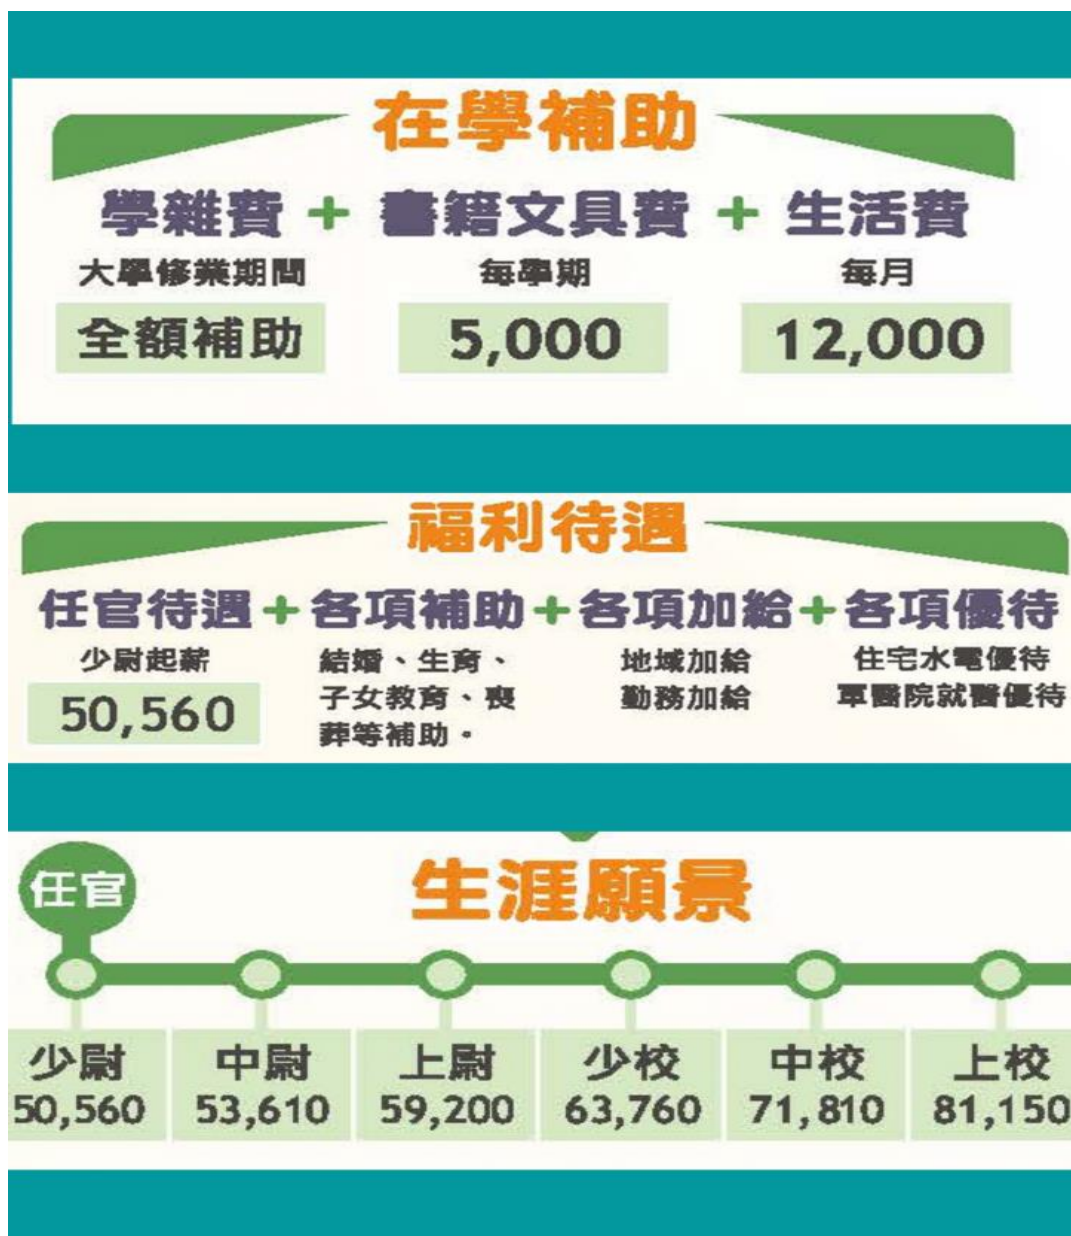 在學補助
學雜費 + 書籍文具費 + 生活費
大學修業期間 每學期 每月
全額補助 5,000 12,000
福利待遇
任官待遇+各項補助+各項加給+各項優待
少尉起薪 結婚、生育、 地域加給 住宅水電優待
50,560 子女教育、喪 勤務加給 軍醫院就醫優待
葬等補助。
任官
生涯願景
少尉 中尉 上尉 少校 中校 上校
50,560 53,610 59,200 63,760 71,810 81,150